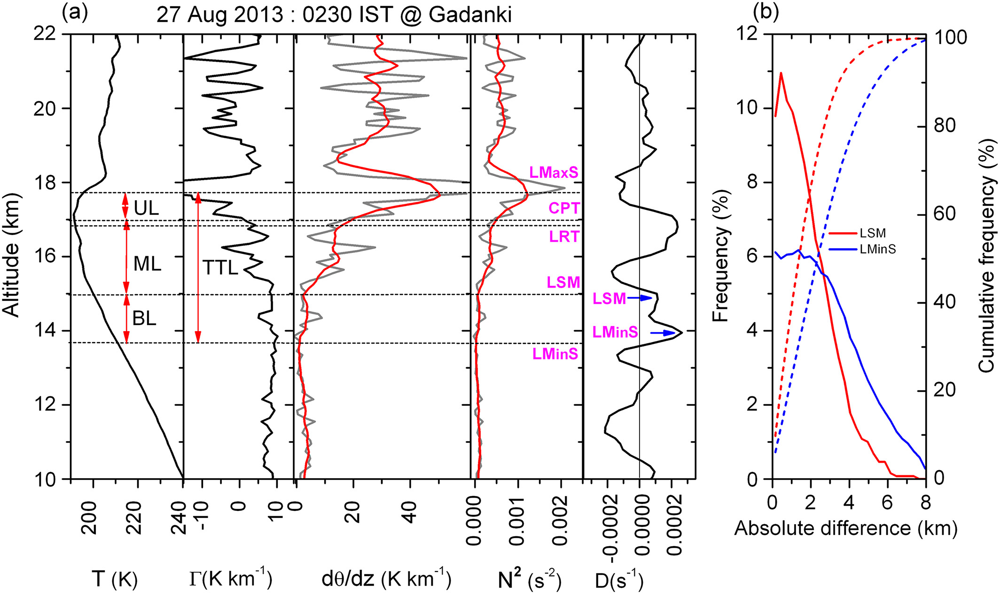 (a)
27 Aug 2013 : 0230 IST @ Gadanki
(b)
22
20
18
16
14
12
10
Altitude (km)
UL
ML
BL
TTL
LMaxS
CPT
LRT
LSM
LMinS
LSM
LMinS
200
220
240
-10
0
10
0
20
40
0.000
0.001
0.002
-0.0002
0.0000
0.0002
T (K)
Γ(K km⁻¹)
dθ/dz (K km⁻¹)
N² (s⁻²)
D(s⁻¹)
12
10
8
6
4
2
0
Frequency (%)
LSM
LMinS
100
80
60
40
20
0
Cumulative frequency (%)
0
2
4
6
8
Absolute difference (km)